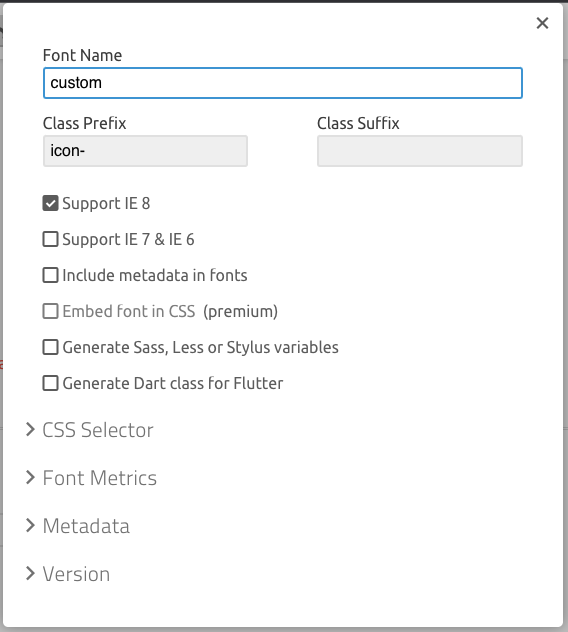 Font Name
custom
Class Prefix Class Suffix
icon-
Support IE 8
Support IE 7 & IE 6
Include metadata in fonts
Embed font in CSS (premium)
Generate Sass, Less or Stylus variables
Generate Dart class for Flutter
CSS Selector
Font Metrics
Metadata
Version